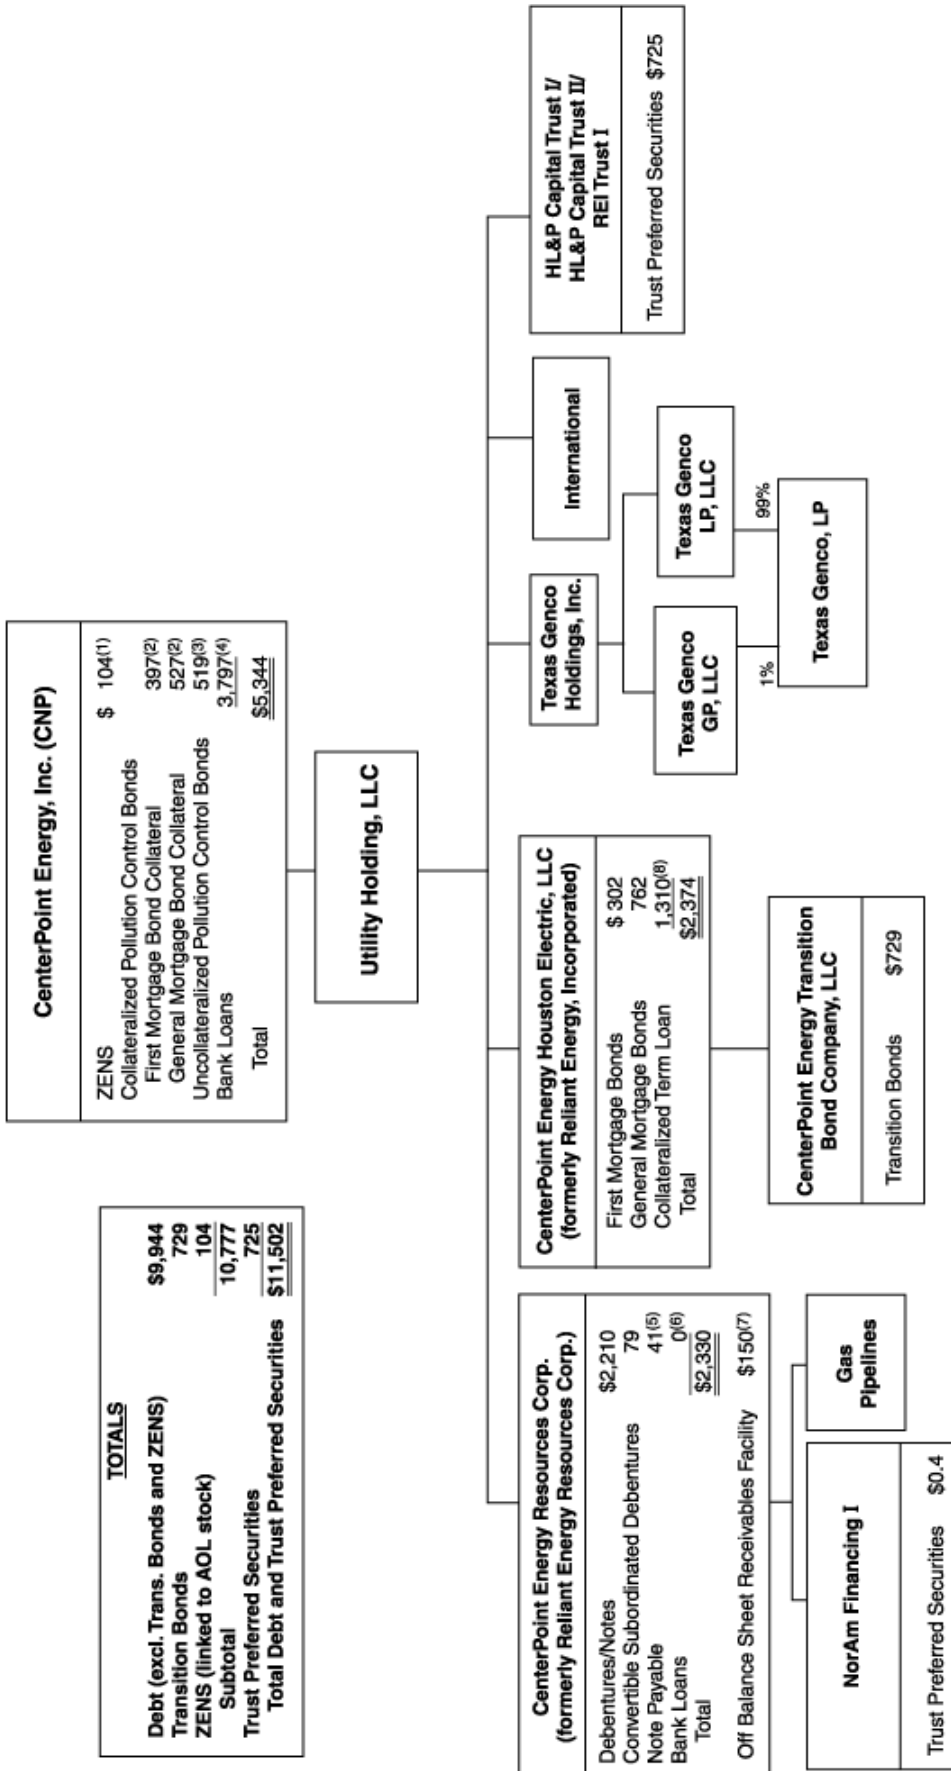 TOTALS
Debt (excl. Trans. Bonds and ZENS) $9,944
Transition Bonds 729
ZENS (linked to AOL stock) 104
Subtotal 10,777
Trust Preferred Securities 725
Total Debt and Trust Preferred Securities $11,502
CenterPoint Energy, Inc. (CNP)
ZENS $ 104(1)
Collateralized Pollution Control Bonds
First Mortgage Bond Collateral 397(2)
General Mortgage Bond Collateral 527(2)
Uncollateralized Pollution Control Bonds 519(3)
Bank Loans 3,797(4)
Total $5,344
Utility Holding, LLC
CenterPoint Energy Resources Corp.
(formerly Reliant Energy Resources Corp.)
Debentures/Notes $2,210
Convertible Subordinated Debentures 79
Note Payable 41(5)
Bank Loans 0(6)
Total $2,330
Off Balance Sheet Receivables Facility $150(7)
CenterPoint Energy Houston Electric, LLC
(formerly Reliant Energy, Incorporated)
First Mortgage Bonds $ 302
General Mortgage Bonds 762
Collateralized Term Loan 1,310(8)
Total $2,374
Texas Genco
Holdings, Inc.
International
HL&P Capital Trust I/
HL&P Capital Trust II/
REI Trust I
Trust Preferred Securities $725
Texas Genco
GP, LLC
Texas Genco
LP, LLC
1%
99%
Texas Genco, LP
NorAm Financing I
Trust Preferred Securities $0.4
Gas
Pipelines
CenterPoint Energy Transition
Bond Company, LLC
Transition Bonds $729